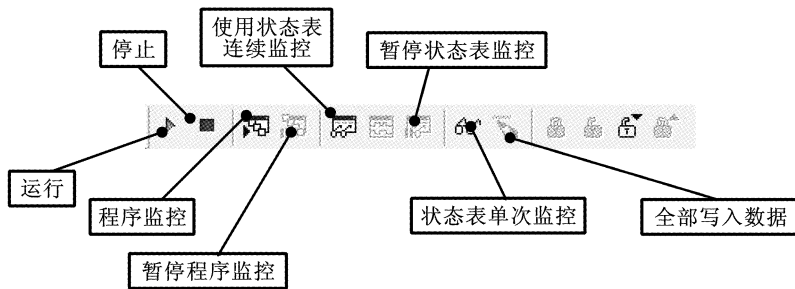 使用状态表
连续监控
停止
暂停状态表监控
运行
程序监控
状态表单次监控
全部写入数据
暂停程序监控